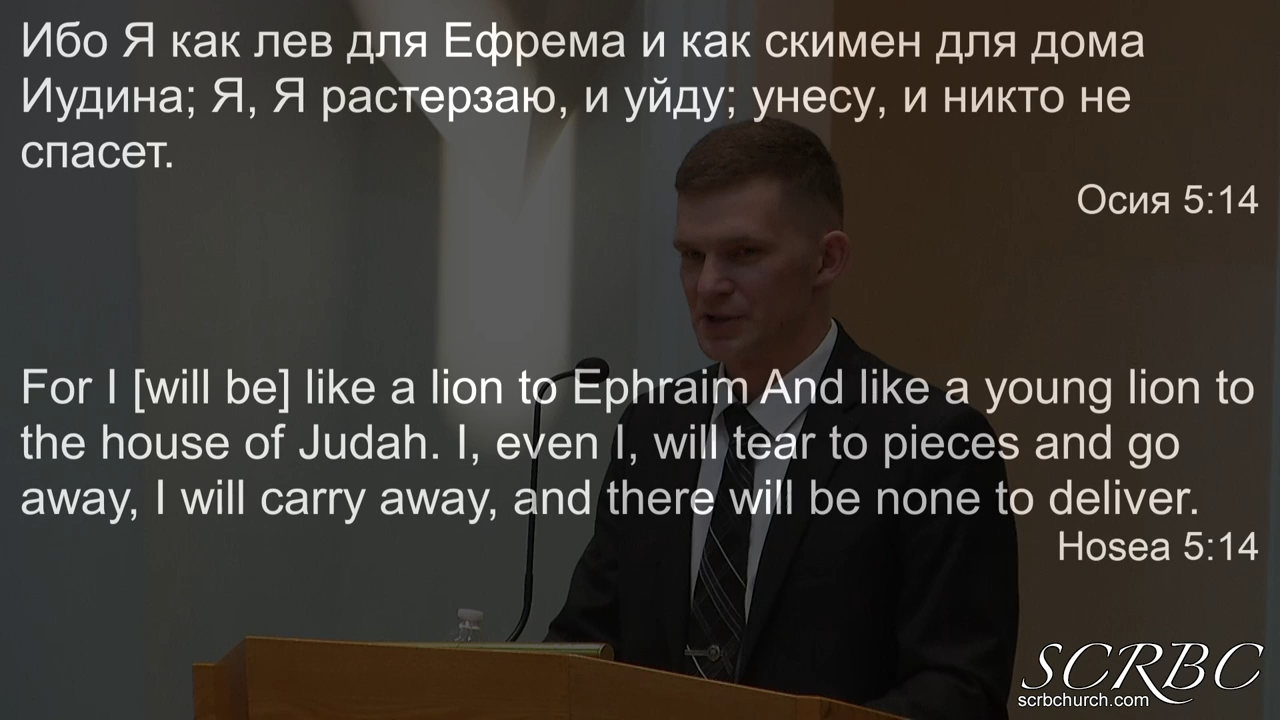 Ибо Я как лев для Ефрема и как скимен для дома
Иудина; Я, Я растерзаю, и уйду; унесу, и никто не
спасет.
Осия 5:14
For I [will be] like a lion to Ephraim And like a young lion to
the house of Judah. I, even I, will tear to pieces and go
away, I will carry away, and there will be none to deliver.
Hosea 5:14
SCRBC
scrbchurch.com